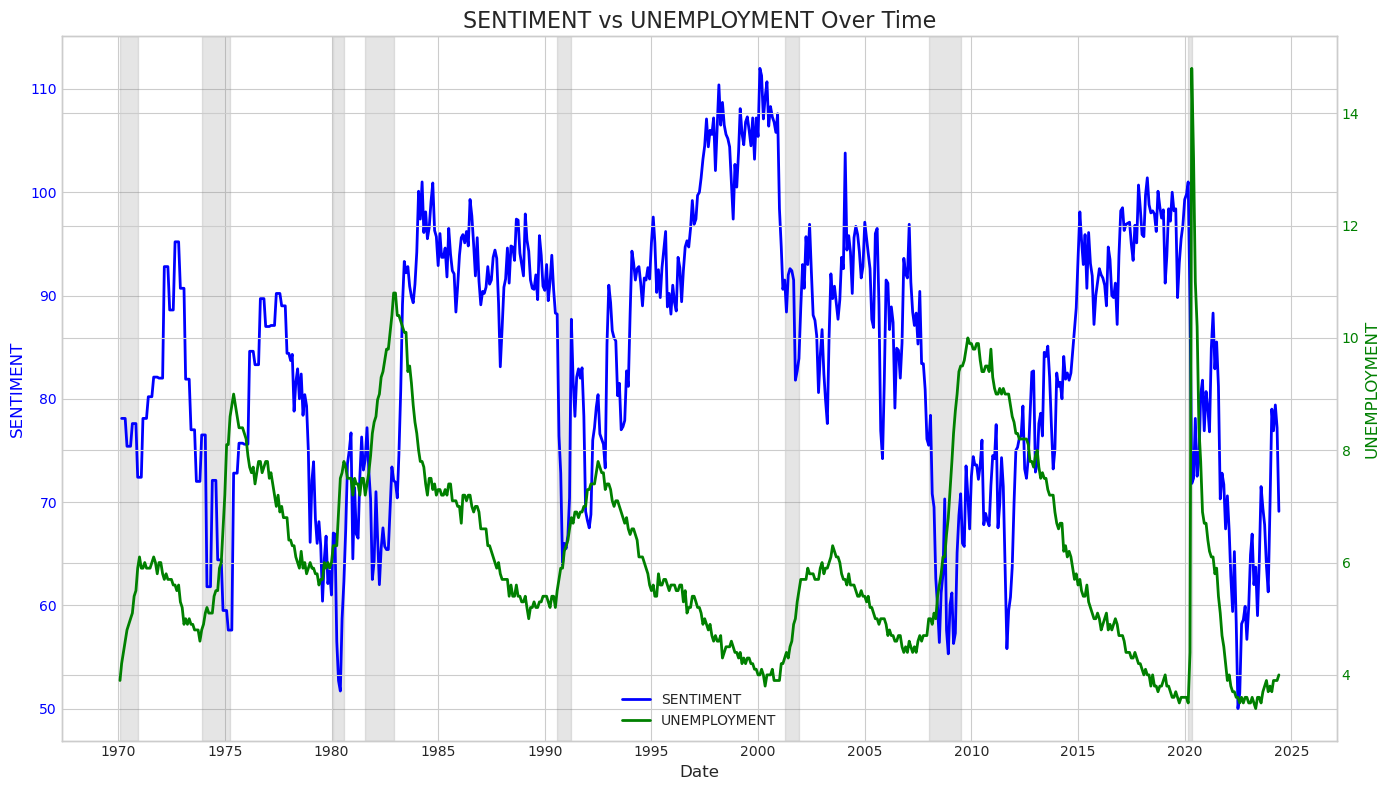 SENTIMENT vs UNEMPLOYMENT Over Time
110
100
90
80
70
60
50
SENTIMENT
14
12
10
8
6
4
UNEMPLOYMENT
SENTIMENT
UNEMPLOYMENT
1970 1975 1980 1985 1990 1995 2000 2005 2010 2015 2020 2025
Date